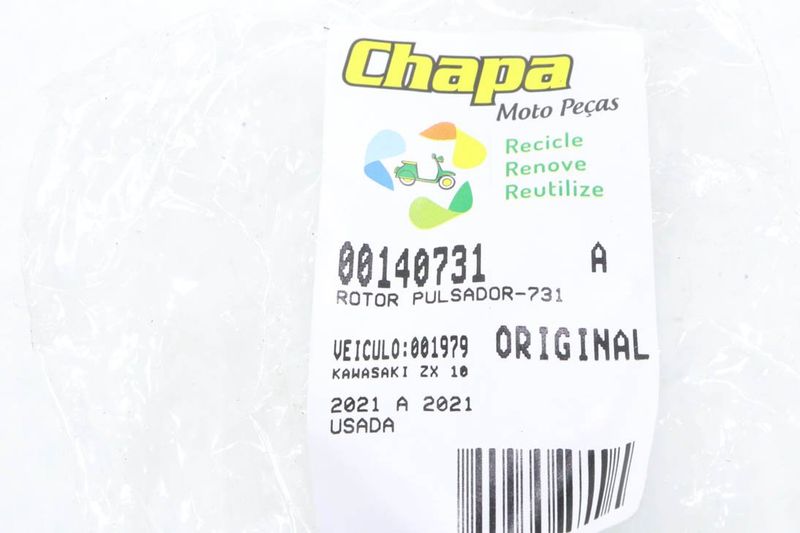 Chapa
Moto Peças
Recicle
Renove
Reutilize
00140731 A
ROTOR PULSADOR-731
VEICULO:001979 ORIGINAL
KAWASAKI ZX 10
2021 A 2021
USADA